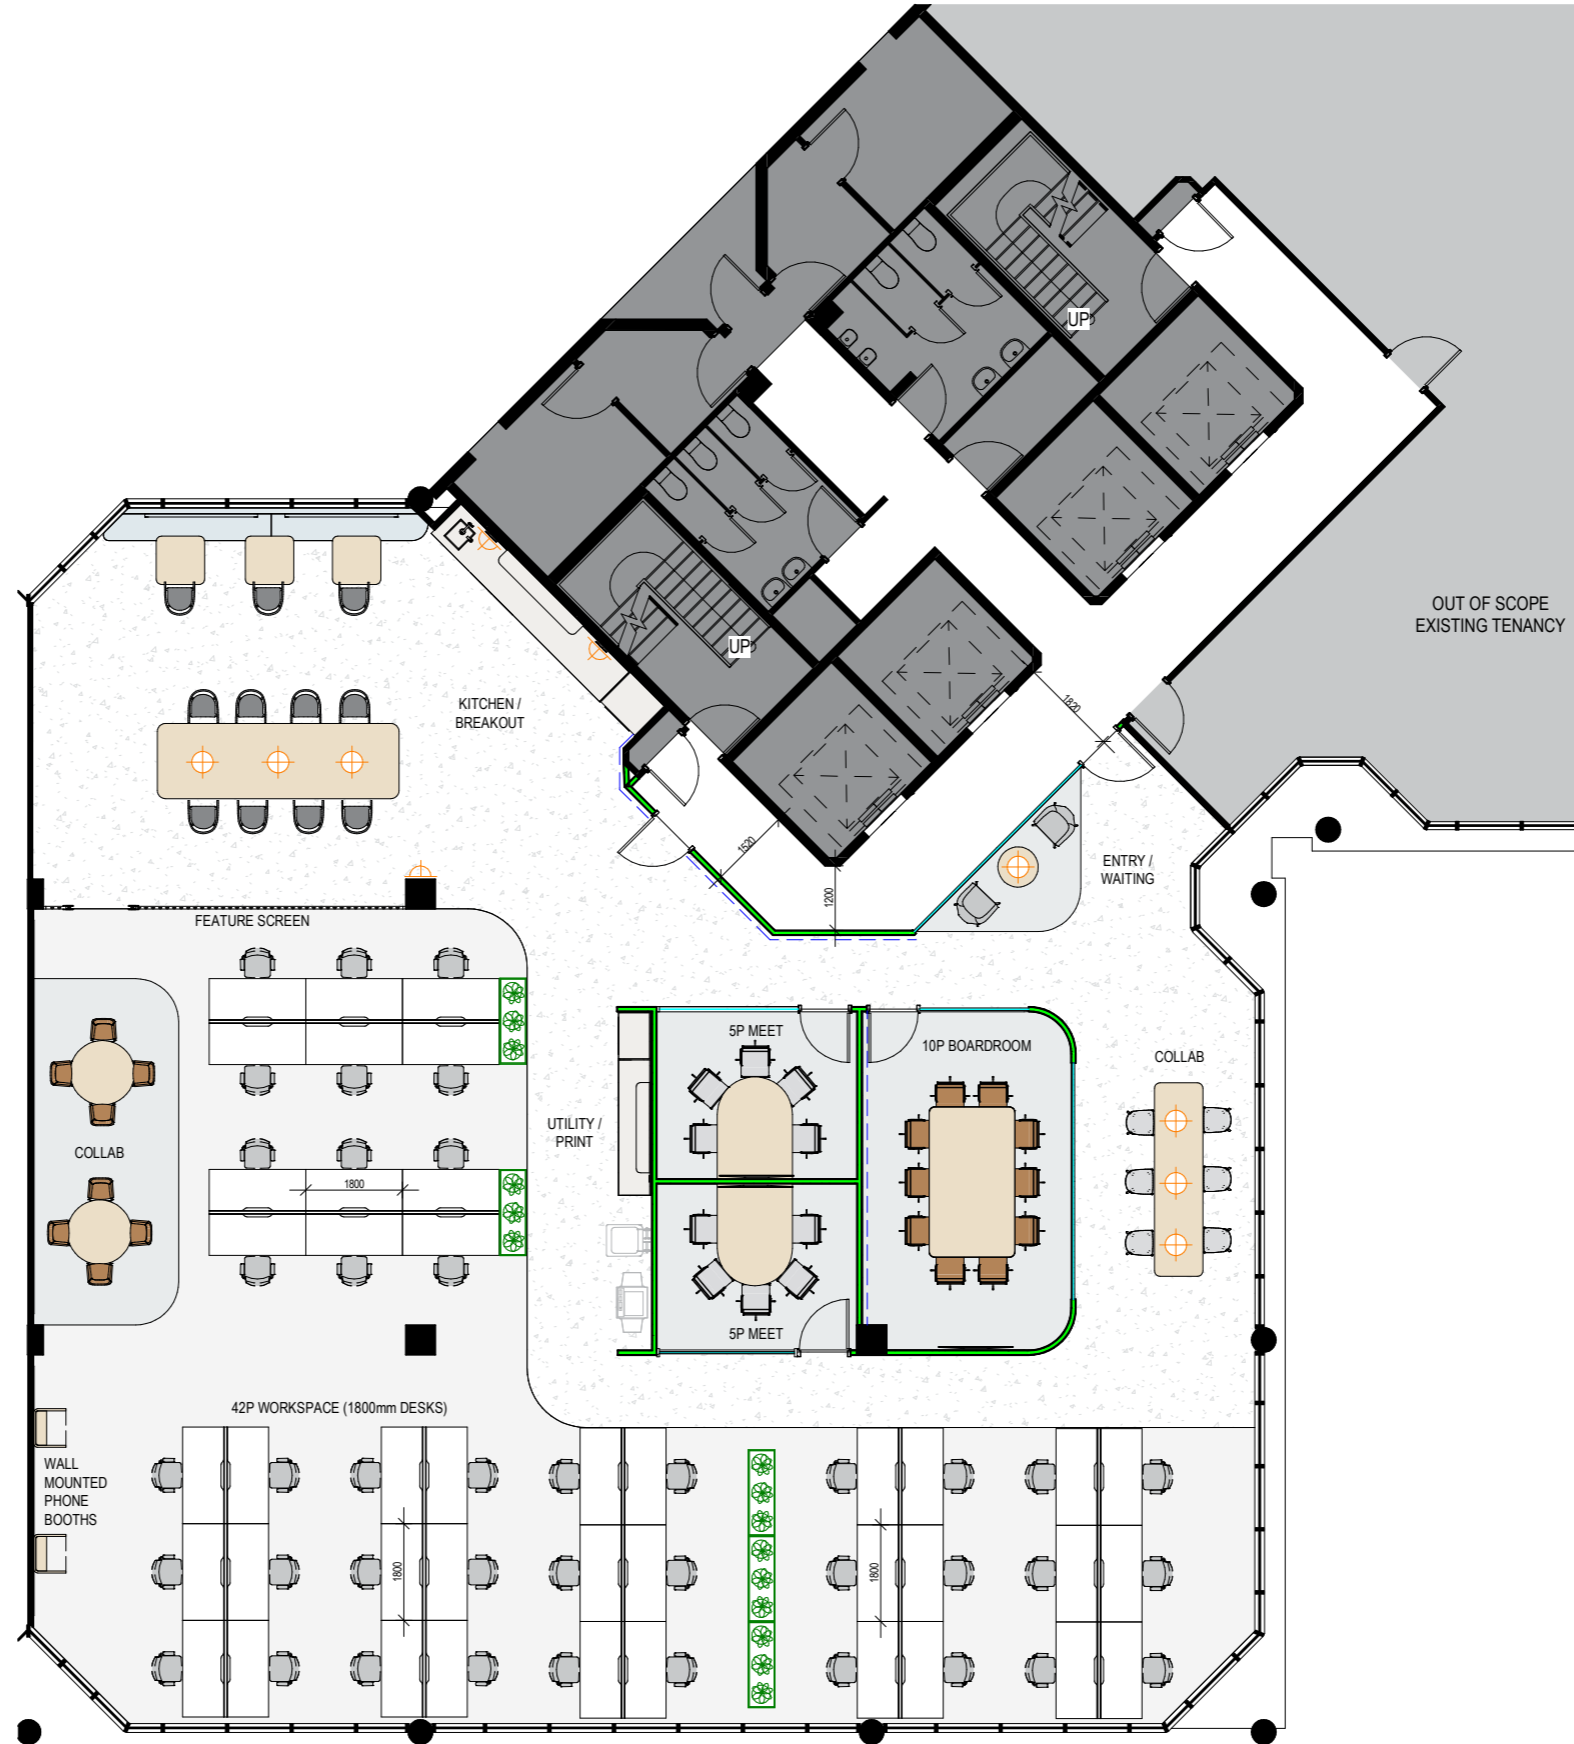 UP
OUT OF SCOPE
EXISTING TENANCY
UP
KITCHEN /
BREAKOUT
1820
1520
1200
ENTRY /
WAITING
FEATURE SCREEN
5P MEET
10P BOARDROOM
COLLAB
UTILITY /
PRINT
COLLAB
1800
5P MEET
42P WORKSPACE (1800mm DESKS)
WALL
MOUNTED
PHONE
BOOTHS
1800
1800